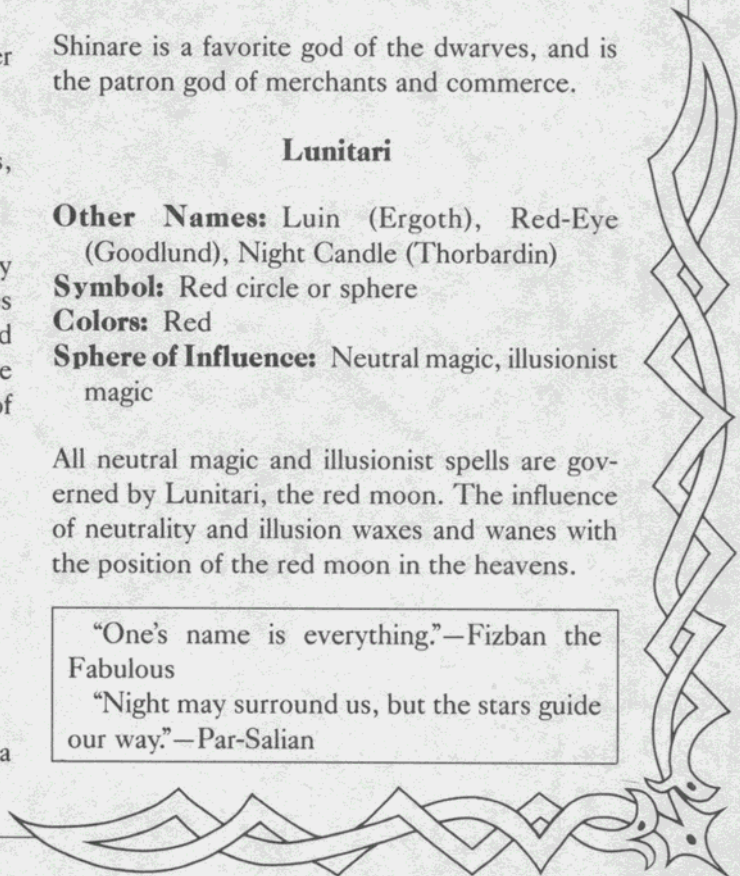 er
s,
y
s
d
e
of
a
Shinare is a favorite god of the dwarves, and is
the patron god of merchants and commerce.
Lunitari
Other Names: Luin (Ergoth), Red-Eye
(Goodlund), Night Candle (Thorbardin)
Symbol: Red circle or sphere
Colors: Red
Sphere of Influence: Neutral magic, illusionist
magic
All neutral magic and illusionist spells are gov-
erned by Lunitari, the red moon. The influence
of neutrality and illusion waxes and wanes with
the position of the red moon in the heavens.
“One’s name is everything.”—Fizban the
Fabulous
“Night may surround us, but the stars guide
our way.”—Par-Salian